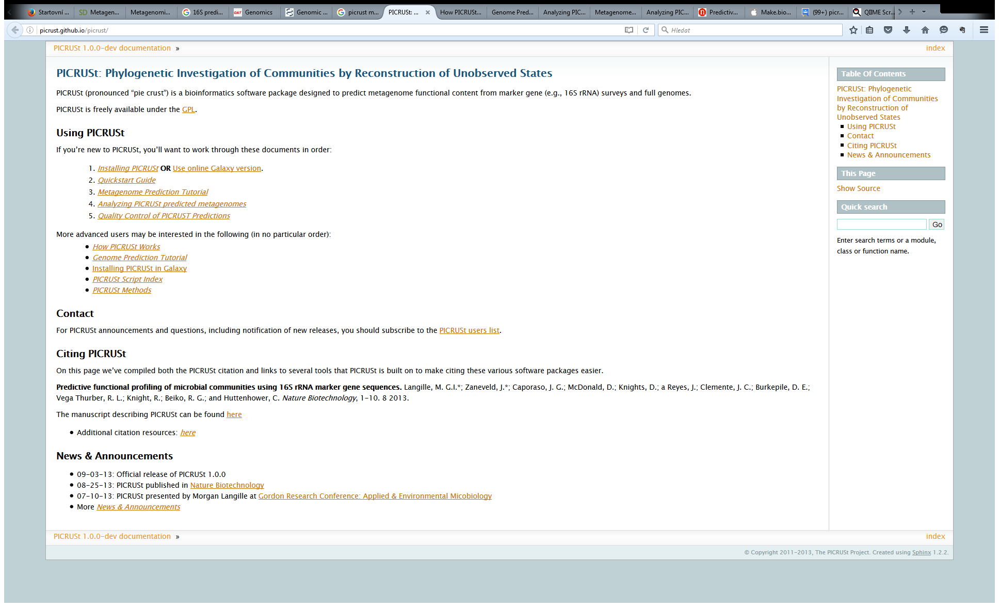 Startovní ...
SD Metagen...
Metagenomi...
16S predi...
OAT Genomics
Genomic ...
picrust m...
PICRUSt: ...
How PICRUSt...
Genome Pred...
Analyzing PIC...
Metagenome...
Analyzing PIC...
Predictiv...
Make.bio...
(99+) picr...
QIIME Scr...
picrust.github.io/picrust/
Hledat
PICRUSt 1.0.0-dev documentation »
index
PICRUSt: Phylogenetic Investigation of Communities by Reconstruction of Unobserved States
PICRUSt (pronounced “pie crust”) is a bioinformatics software package designed to predict metagenome functional content from marker gene (e.g., 16S rRNA) surveys and full genomes.
PICRUSt is freely available under the GPL.
Using PICRUSt
If you’re new to PICRUSt, you’ll want to work through these documents in order:
1. Installing PICRUSt OR Use online Galaxy version.
2. Quickstart Guide
3. Metagenome Prediction Tutorial
4. Analyzing PICRUSt predicted metagenomes
5. Quality Control of PICRUST Predictions
More advanced users may be interested in the following (in no particular order):
• How PICRUSt Works
• Genome Prediction Tutorial
• Installing PICRUSt in Galaxy
• PICRUSt Script Index
• PICRUSt Methods
Contact
For PICRUSt announcements and questions, including notification of new releases, you should subscribe to the PICRUSt users list.
Citing PICRUSt
On this page we’ve compiled both the PICRUSt citation and links to several tools that PICRUSt is built on to make citing these various software packages easier.
Predictive functional profiling of microbial communities using 16S rRNA marker gene sequences. Langille, M. G.I.*; Zaneveld, J.*; Caporaso, J. G.; McDonald, D.; Knights, D.; a Reyes, J.; Clemente, J. C.; Burkepile, D. E.;
Vega Thurber, R. L.; Knight, R.; Beiko, R. G.; and Huttenhower, C. Nature Biotechnology, 1-10. 8 2013.
The manuscript describing PICRUSt can be found here
• Additional citation resources: here
News & Announcements
• 09-03-13: Official release of PICRUSt 1.0.0
• 08-25-13: PICRUSt published in Nature Biotechnology
• 07-10-13: PICRUSt presented by Morgan Langille at Gordon Research Conference: Applied & Environmental Micobiology
• More News & Announcements
Table Of Contents
PICRUSt: Phylogenetic
Investigation of Communities
by Reconstruction of
Unobserved States
▪ Using PICRUSt
▪ Contact
▪ Citing PICRUSt
▪ News & Announcements
This Page
Show Source
Quick search
Go
Enter search terms or a module,
class or function name.
PICRUSt 1.0.0-dev documentation »
index
© Copyright 2011-2013, The PICRUSt Project. Created using Sphinx 1.2.2.